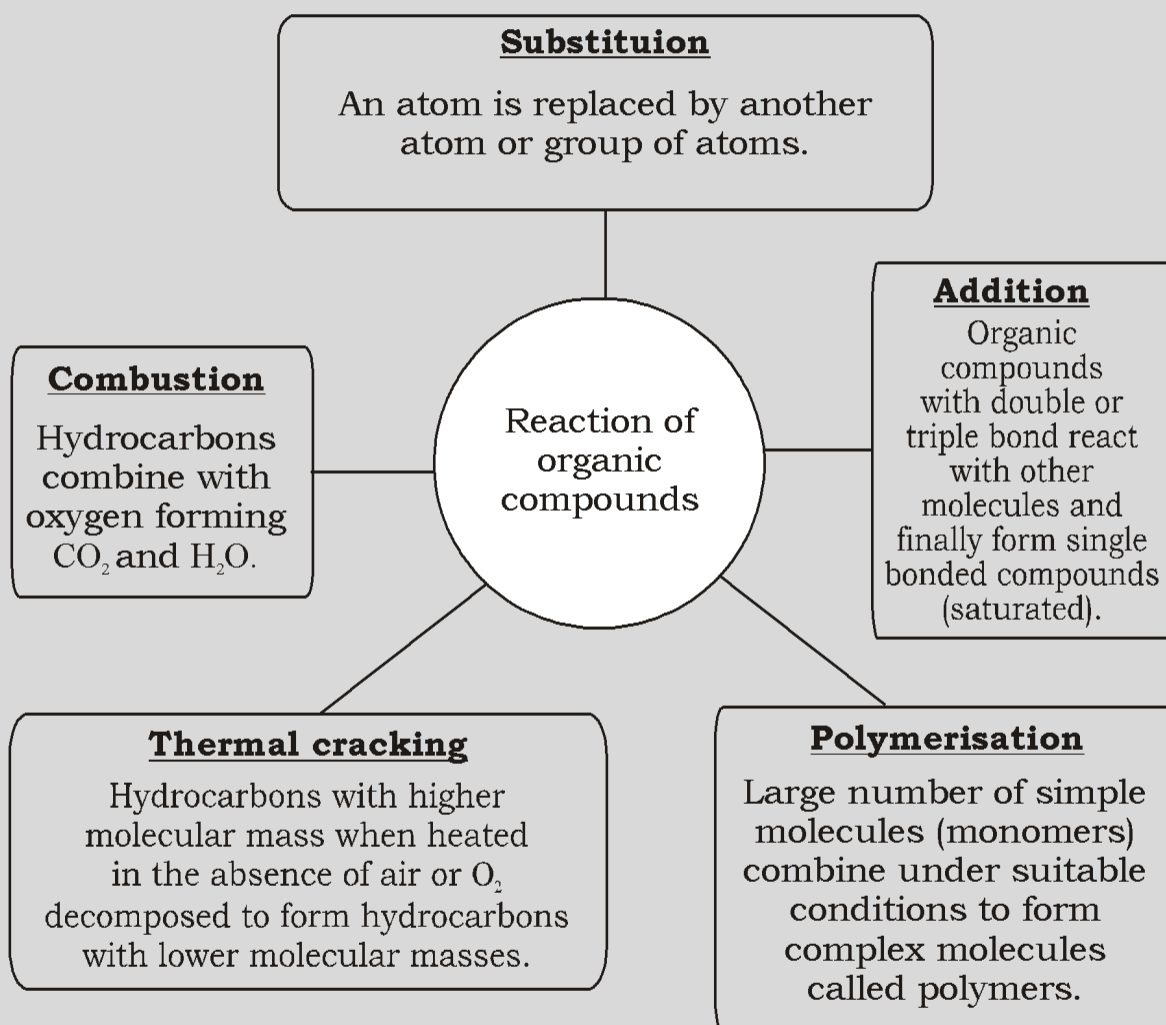 Substituion
An atom is replaced by another
atom or group of atoms.
Addition
Organic
compounds
with double or
triple bond react
with other
molecules and
finally form single
bonded compounds
(saturated).
Combustion
Hydrocarbons
combine with
oxygen forming
CO₂ and H₂O.
Reaction of
organic
compounds
Thermal cracking
Hydrocarbons with higher
molecular mass when heated
in the absence of air or O₂
decomposed to form hydrocarbons
with lower molecular masses.
Polymerisation
Large number of simple
molecules (monomers)
combine under suitable
conditions to form
complex molecules
called polymers.